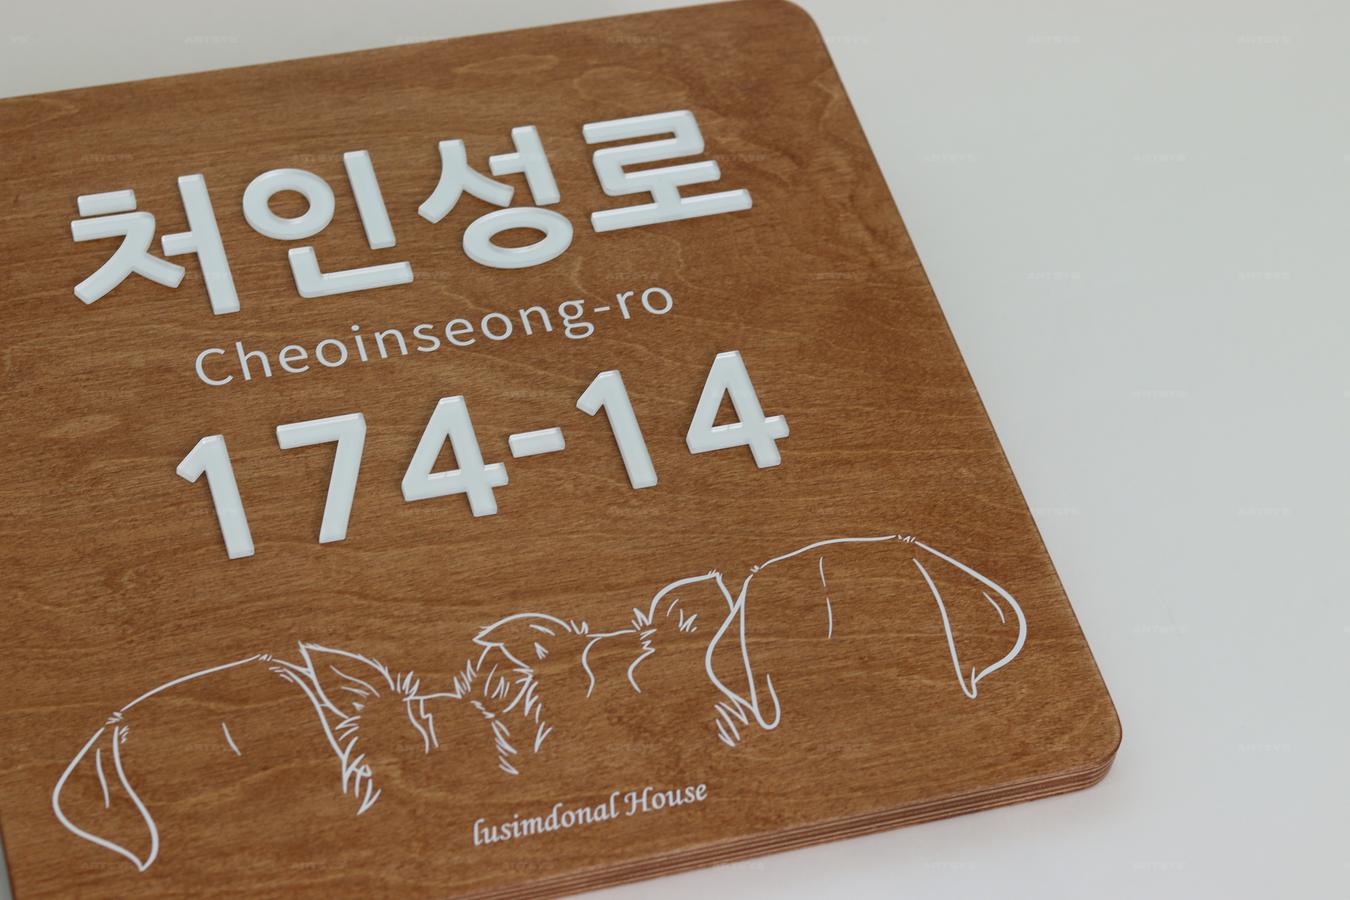 처인성로
Cheoinseong-ro
174-14
lusimdonal House